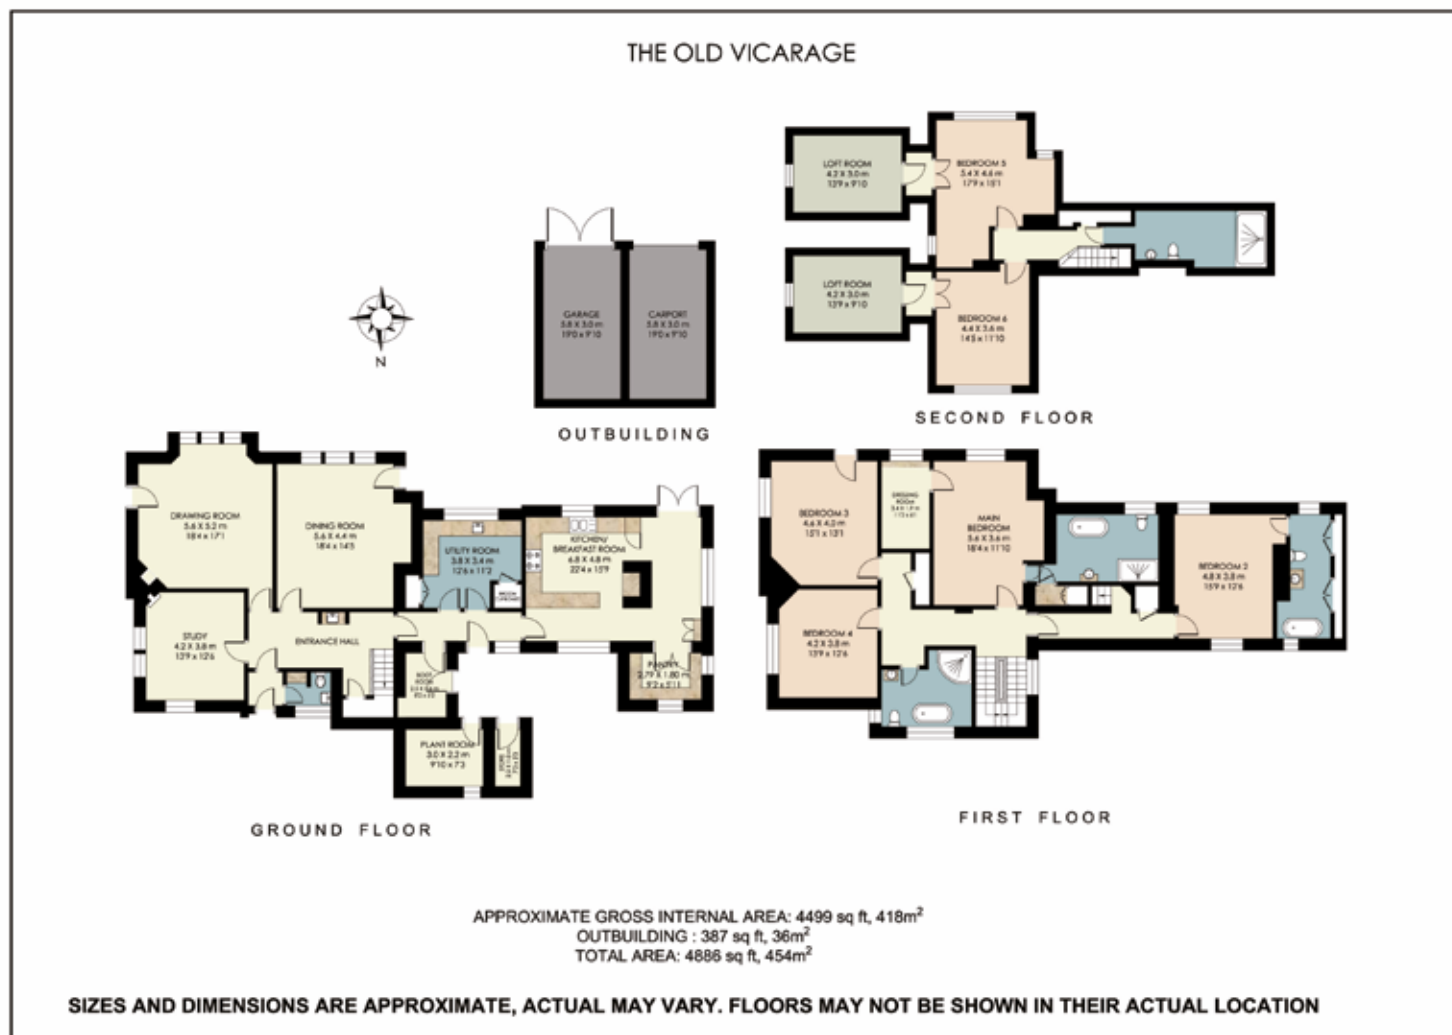 THE OLD VICARAGE
LOFT ROOM
4.2 X 3.0 m
13'9 x 9'10
BEDROOM 5
5.4 X 4.6 m
17'9 x 15'1
LOFT ROOM
4.2 X 3.0 m
13'9 x 9'10
BEDROOM 6
4.4 X 3.6 m
14'5 x 11'10
SECOND FLOOR
GARAGE
5.8 X 3.0 m
19'0 x 9'10
CARPORT
5.8 X 3.0 m
19'0 x 9'10
OUTBUILDING
N
DRAWING ROOM
5.6 X 5.2 m
18'4 x 17'1
DINING ROOM
5.6 X 4.4 m
18'4 x 14'5
UTILITY ROOM
3.8 X 3.4 m
12'6 x 11'2
BROOM
CUPBOARD
KITCHEN/
BREAKFAST ROOM
6.8 X 4.8 m
22'4 x 15'9
STUDY
4.2 X 3.8 m
13'9 x 12'6
ENTRANCE HALL
BOOT
ROOM
PANTRY
2.79 X 1.80 m
9'2 x 5'11
PLANT ROOM
3.0 X 2.2 m
9'10 x 7'3
STORE
GROUND FLOOR
BEDROOM 3
4.6 X 4.0 m
15'1 x 13'1
DRESSING
ROOM
MAIN
BEDROOM
5.6 X 3.6 m
18'4 x 11'10
BEDROOM 2
4.8 X 3.8 m
15'9 x 12'6
BEDROOM 4
4.2 X 3.8 m
13'9 x 12'6
FIRST FLOOR
APPROXIMATE GROSS INTERNAL AREA: 4499 sq ft, 418m²
OUTBUILDING : 387 sq ft, 36m²
TOTAL AREA: 4886 sq ft, 454m²
SIZES AND DIMENSIONS ARE APPROXIMATE, ACTUAL MAY VARY. FLOORS MAY NOT BE SHOWN IN THEIR ACTUAL LOCATION